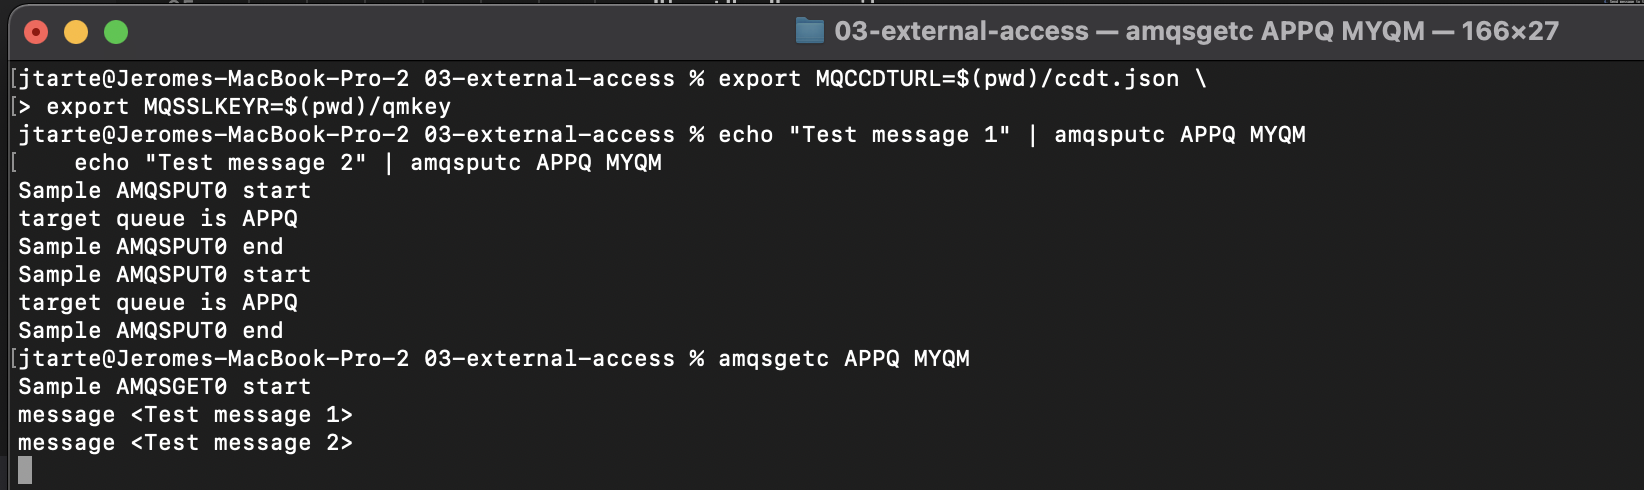 03-external-access — amqsgetc APPQ MYQM — 166×27
[jtarte@Jeromes-MacBook-Pro-2 03-external-access % export MQCCDTURL=$(pwd)/ccdt.json \
[> export MQSSLKEYR=$(pwd)/qmkey
jtarte@Jeromes-MacBook-Pro-2 03-external-access % echo "Test message 1" | amqsputc APPQ MYQM
[    echo "Test message 2" | amqsputc APPQ MYQM
Sample AMQSPUT0 start
target queue is APPQ
Sample AMQSPUT0 end
Sample AMQSPUT0 start
target queue is APPQ
Sample AMQSPUT0 end
[jtarte@Jeromes-MacBook-Pro-2 03-external-access % amqsgetc APPQ MYQM
Sample AMQSGET0 start
message <Test message 1>
message <Test message 2>